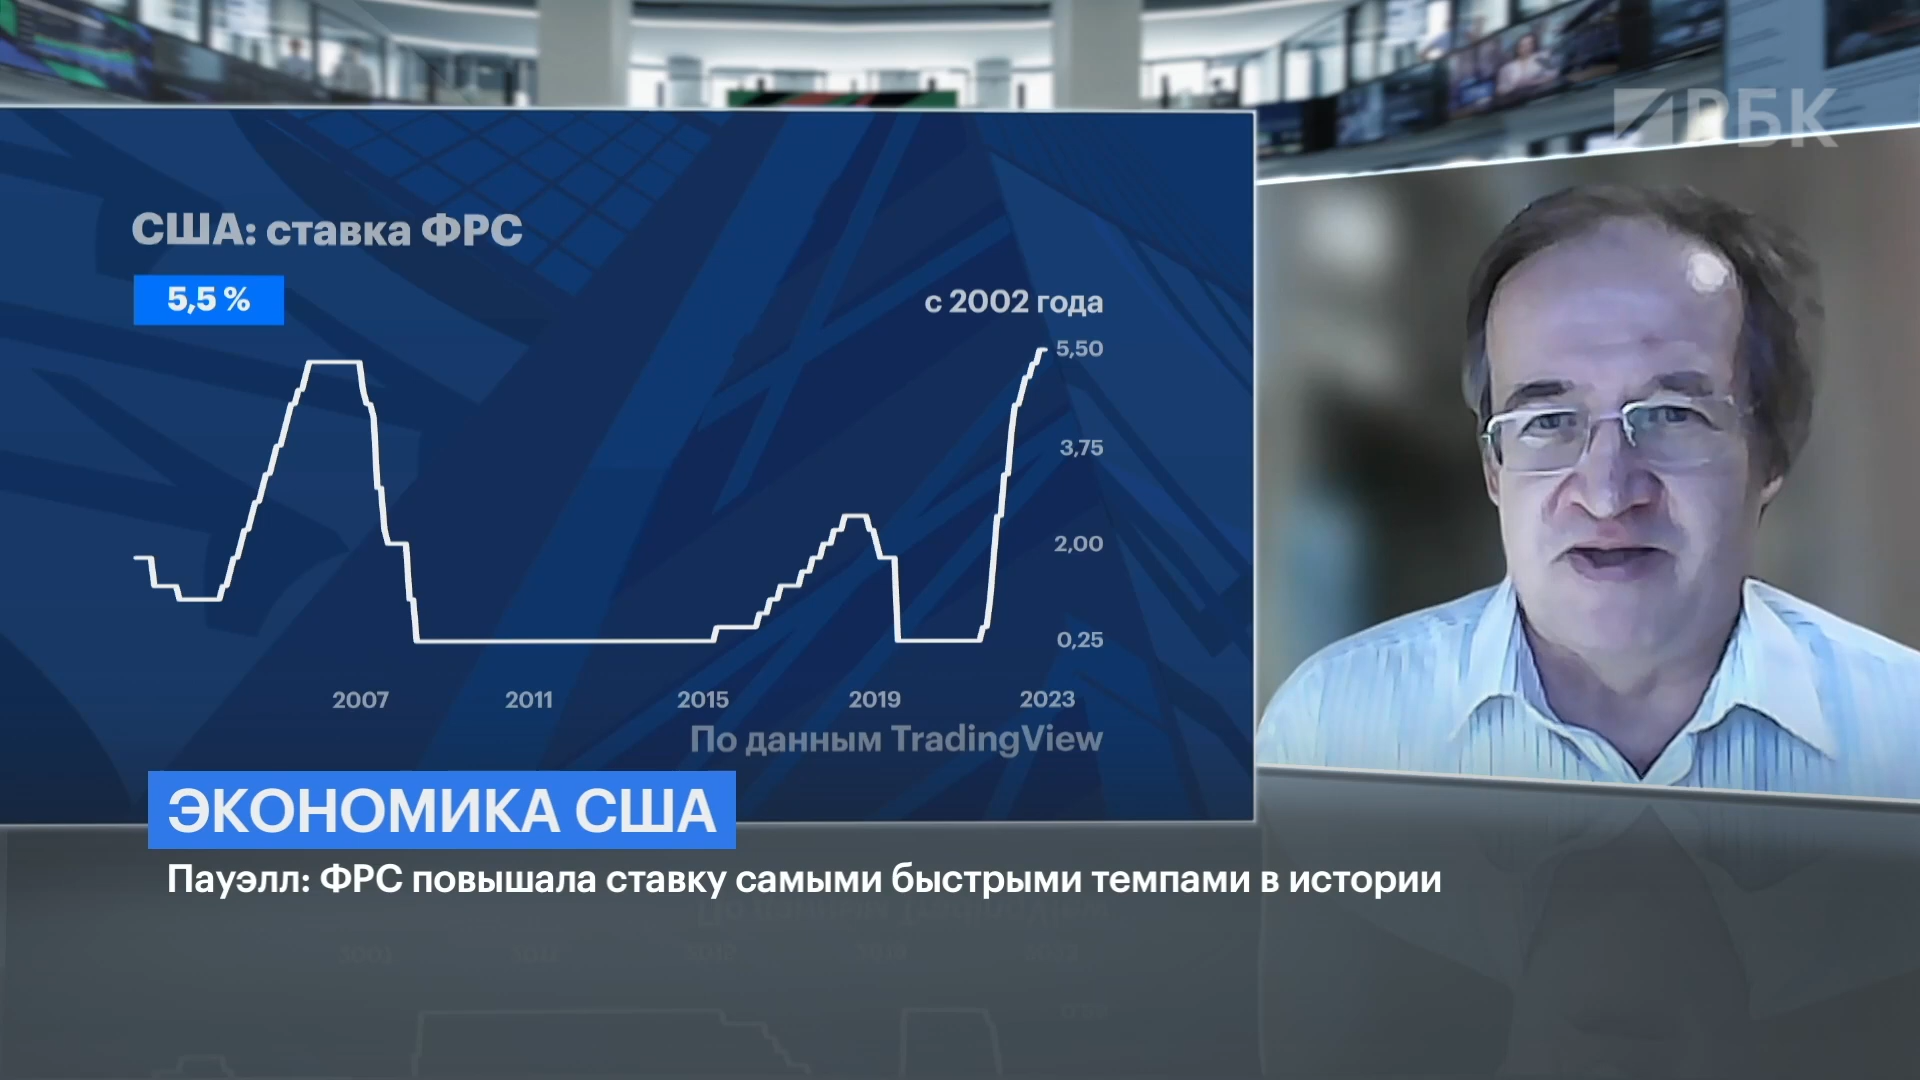 РБК
США: ставка ФРС
5,5 %
с 2002 года
5,50
3,75
2,00
0,25
2007 2011 2015 2019 2023
По данным TradingView
ЭКОНОМИКА США
Пауэлл: ФРС повышала ставку самыми быстрыми темпами в истории